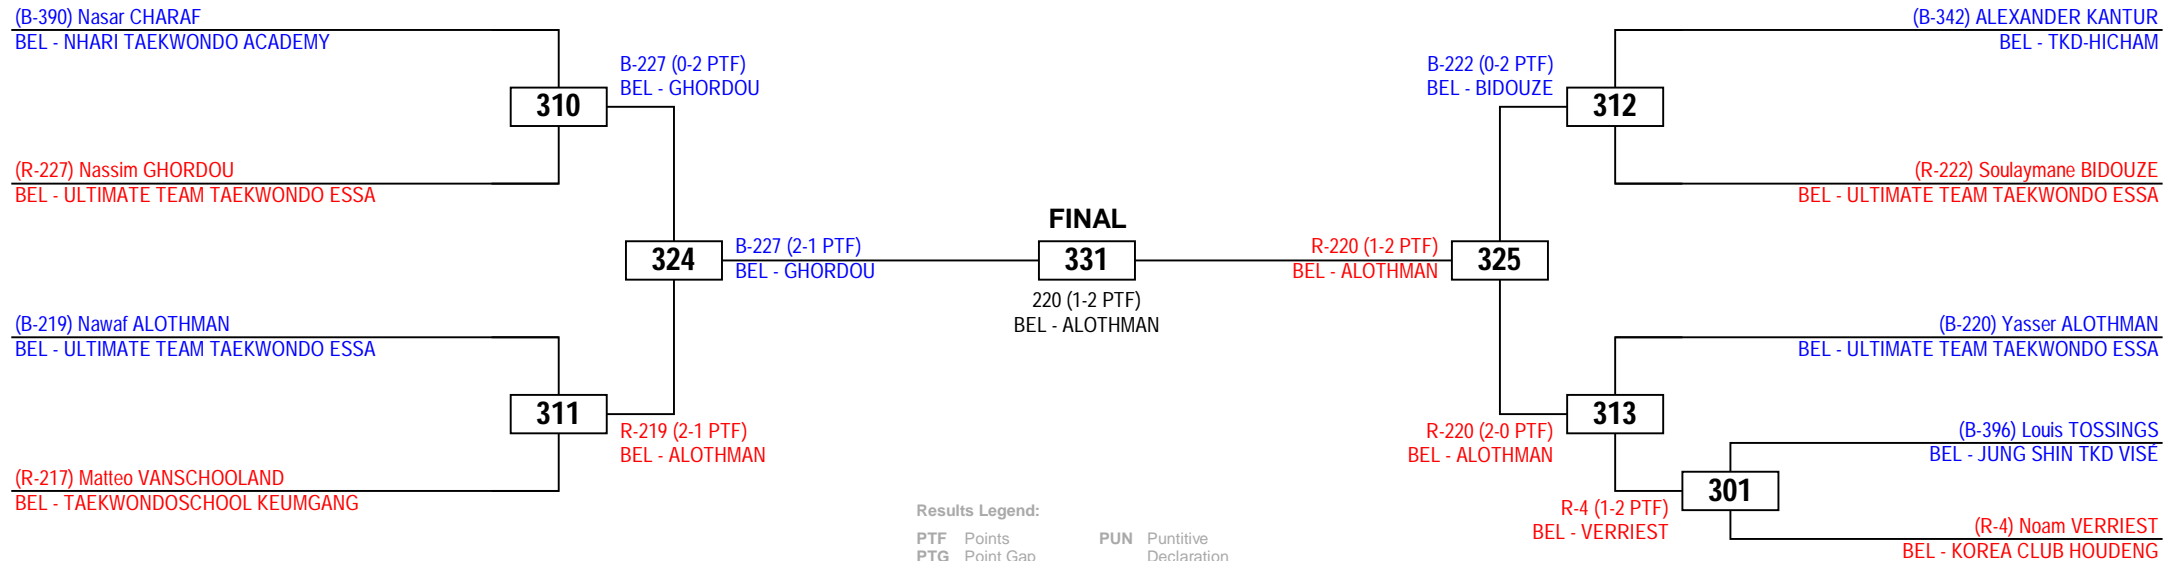 (B-390) Nasar CHARAF
BEL - NHARI TAEKWONDO ACADEMY
B-227 (0-2 PTF)
BEL - GHORDOU
310
(R-227) Nassim GHORDOU
BEL - ULTIMATE TEAM TAEKWONDO ESSA
324
B-227 (2-1 PTF)
BEL - GHORDOU
(B-219) Nawaf ALOTHMAN
BEL - ULTIMATE TEAM TAEKWONDO ESSA
311
R-219 (2-1 PTF)
BEL - ALOTHMAN
(R-217) Matteo VANSCHOOLAND
BEL - TAEKWONDOSCHOOL KEUMGANG
FINAL
331
220 (1-2 PTF)
BEL - ALOTHMAN
(B-342) ALEXANDER KANTUR
BEL - TKD-HICHAM
B-222 (0-2 PTF)
BEL - BIDOUZE
312
(R-222) Soulaymane BIDOUZE
BEL - ULTIMATE TEAM TAEKWONDO ESSA
R-220 (1-2 PTF)
BEL - ALOTHMAN
325
(B-220) Yasser ALOTHMAN
BEL - ULTIMATE TEAM TAEKWONDO ESSA
313
R-220 (2-0 PTF)
BEL - ALOTHMAN
(B-396) Louis TOSSINGS
BEL - JUNG SHIN TKD VISÉ
301
R-4 (1-2 PTF)
BEL - VERRIEST
(R-4) Noam VERRIEST
BEL - KOREA CLUB HOUDENG
Results Legend:
PTF Points PUN Puntitive
PTG Point Gap Declaration